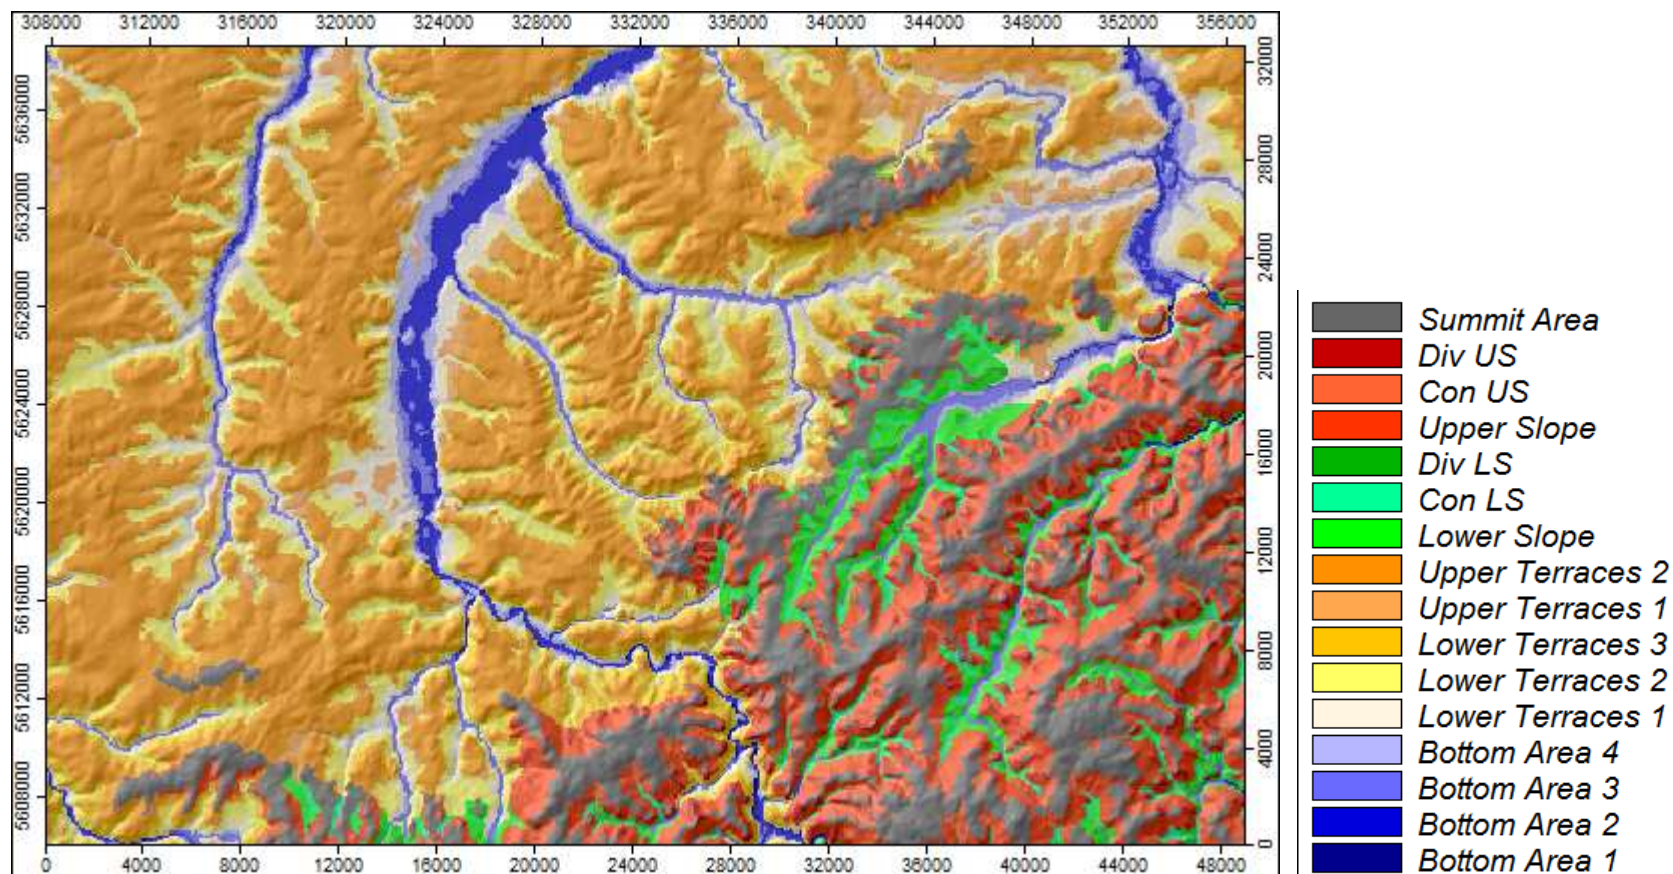 308000 312000 316000 320000 324000 328000 332000 336000 340000 344000 348000 352000 356000
5636000
5632000
5628000
5624000
5620000
5616000
5612000
5608000
32000
28000
24000
20000
16000
12000
8000
4000
0
0 4000 8000 12000 16000 20000 24000 28000 32000 36000 40000 44000 48000
Summit Area
Div US
Con US
Upper Slope
Div LS
Con LS
Lower Slope
Upper Terraces 2
Upper Terraces 1
Lower Terraces 3
Lower Terraces 2
Lower Terraces 1
Bottom Area 4
Bottom Area 3
Bottom Area 2
Bottom Area 1